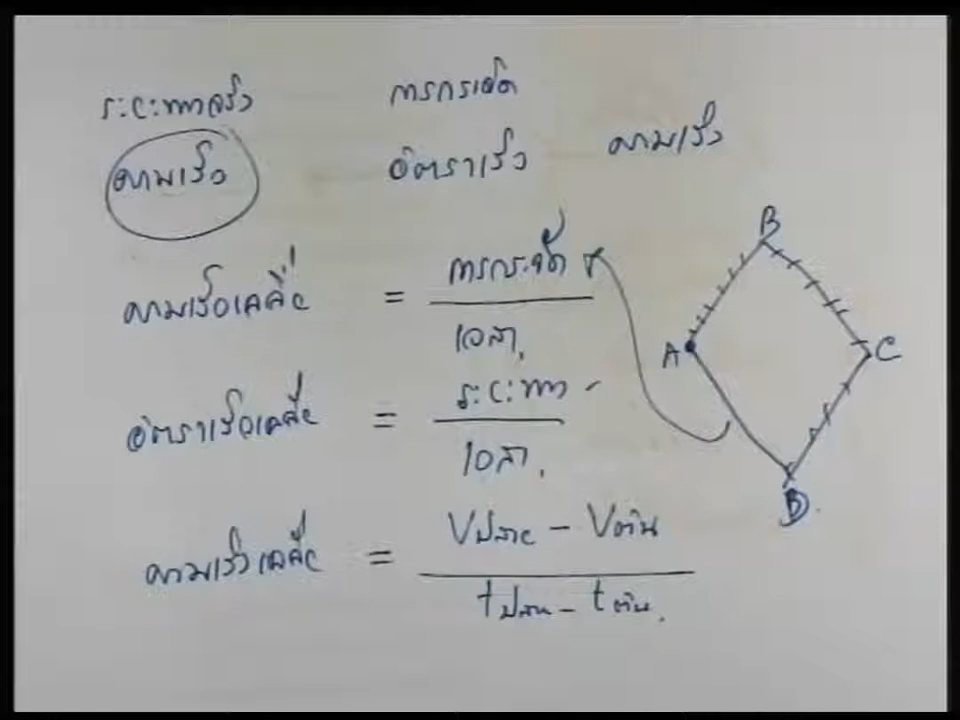 ระยะทางจริง การกระจัด
ความเร็ว อัตราเร็ว ความเร่ง
ความเร็วเฉลี่ย = การกระจัด
เวลา
อัตราเร็วเฉลี่ย = ระยะทาง
เวลา
ความเร่งเฉลี่ย = Vปลาย - Vต้น
tปลาย - tต้น
B
A
C
D